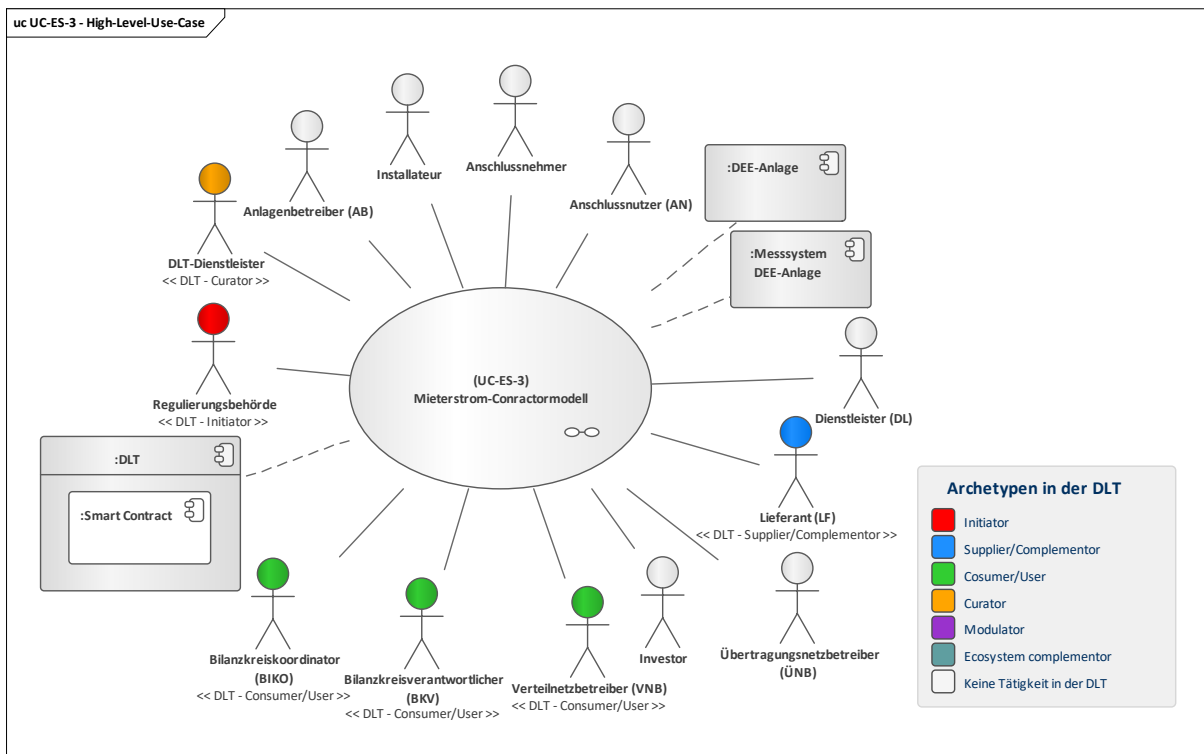 uc UC-ES-3 - High-Level-Use-Case
Anlagenbetreiber (AB)
Installateur
Anschlussnehmer
Anschlussnutzer (AN)
:DEE-Anlage
:Messsystem
DEE-Anlage
DLT-Dienstleister
<< DLT - Curator >>
Regulierungsbehörde
<< DLT - Initiator >>
(UC-ES-3)
Mieterstrom-Conractormodell
Dienstleister (DL)
:DLT
:Smart Contract
Lieferant (LF)
<< DLT - Supplier/Complementor >>
Bilanzkreiskoordinator
(BIKO)
<< DLT - Consumer/User >>
Bilanzkreisverantwortlicher
(BKV)
<< DLT - Consumer/User >>
Verteilnetzbetreiber (VNB)
<< DLT - Consumer/User >>
Investor
Übertragungsnetzbetreiber
(ÜNB)
Archetypen in der DLT
Initiator
Supplier/Complementor
Cosumer/User
Curator
Modulator
Ecosystem complementor
Keine Tätigkeit in der DLT